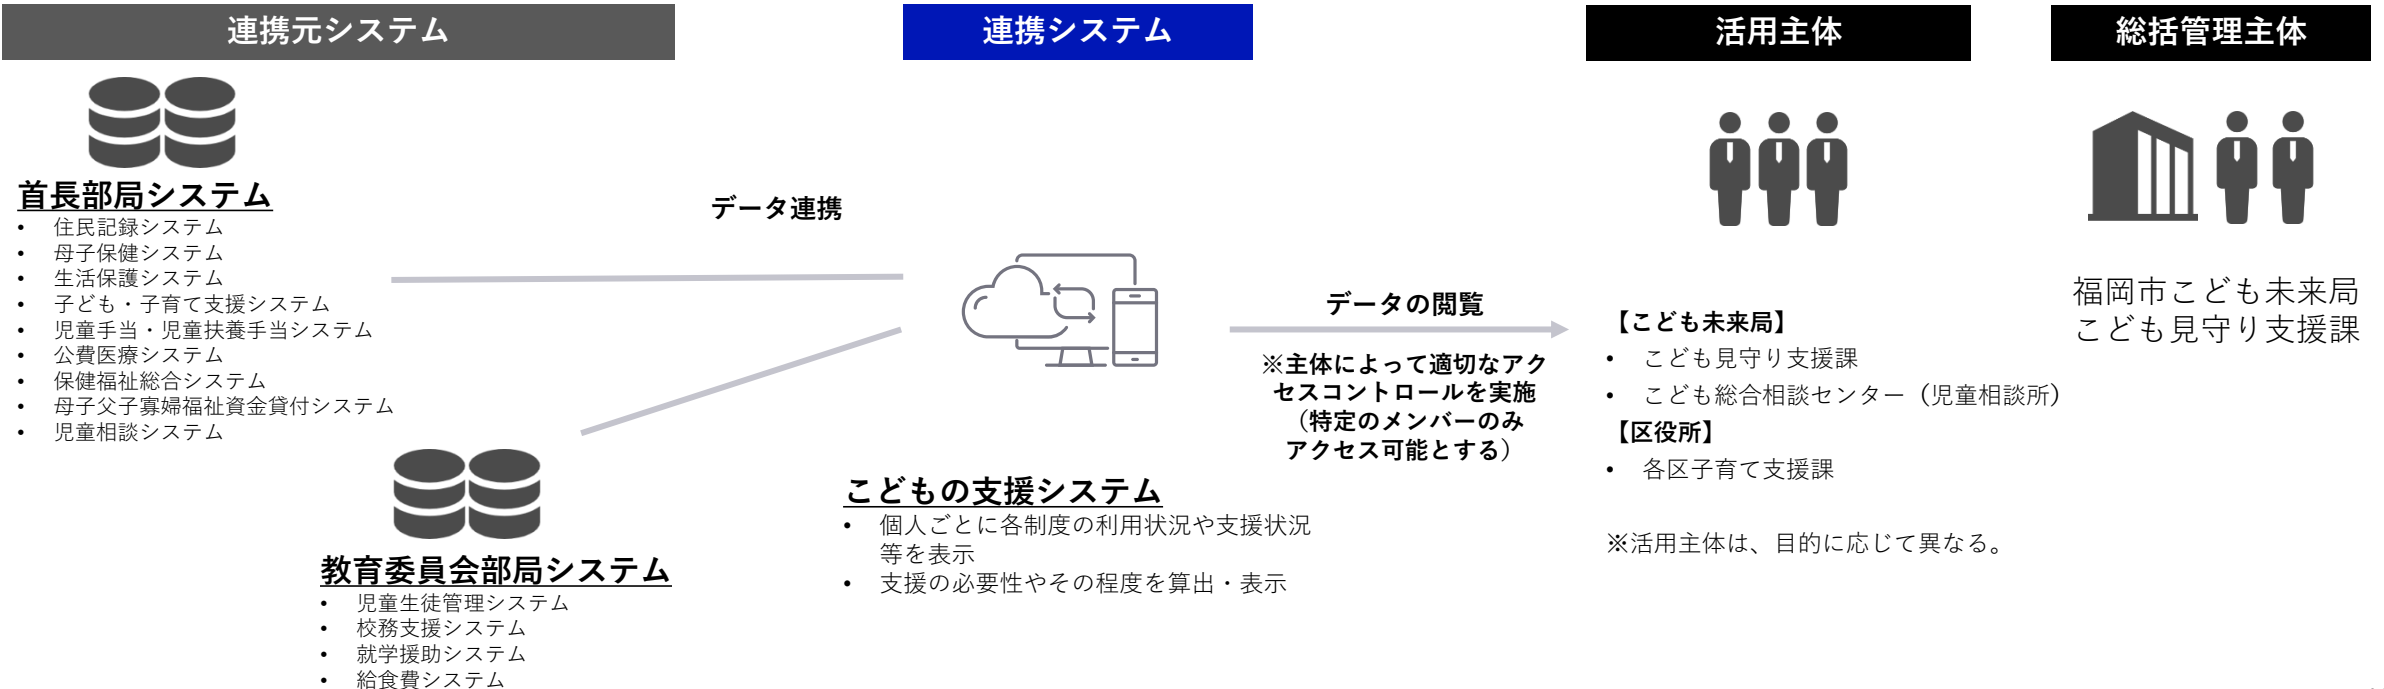 連携元システム
連携システム
活用主体
総括管理主体
首長部局システム
• 住民記録システム
• 母子保健システム
• 生活保護システム
• 子ども・子育て支援システム
• 児童手当・児童扶養手当システム
• 公費医療システム
• 保健福祉総合システム
• 母子父子寡婦福祉資金貸付システム
• 児童相談システム
教育委員会部局システム
• 児童生徒管理システム
• 校務支援システム
• 就学援助システム
• 給食費システム
データ連携
こどもの支援システム
• 個人ごとに各制度の利用状況や支援状況
等を表示
• 支援の必要性やその程度を算出・表示
データの閲覧
※主体によって適切なアク
セスコントロールを実施
（特定のメンバーのみ
アクセス可能とする）
【こども未来局】
• こども見守り支援課
• こども総合相談センター（児童相談所）
【区役所】
• 各区子育て支援課
※活用主体は、目的に応じて異なる。
福岡市こども未来局
こども見守り支援課